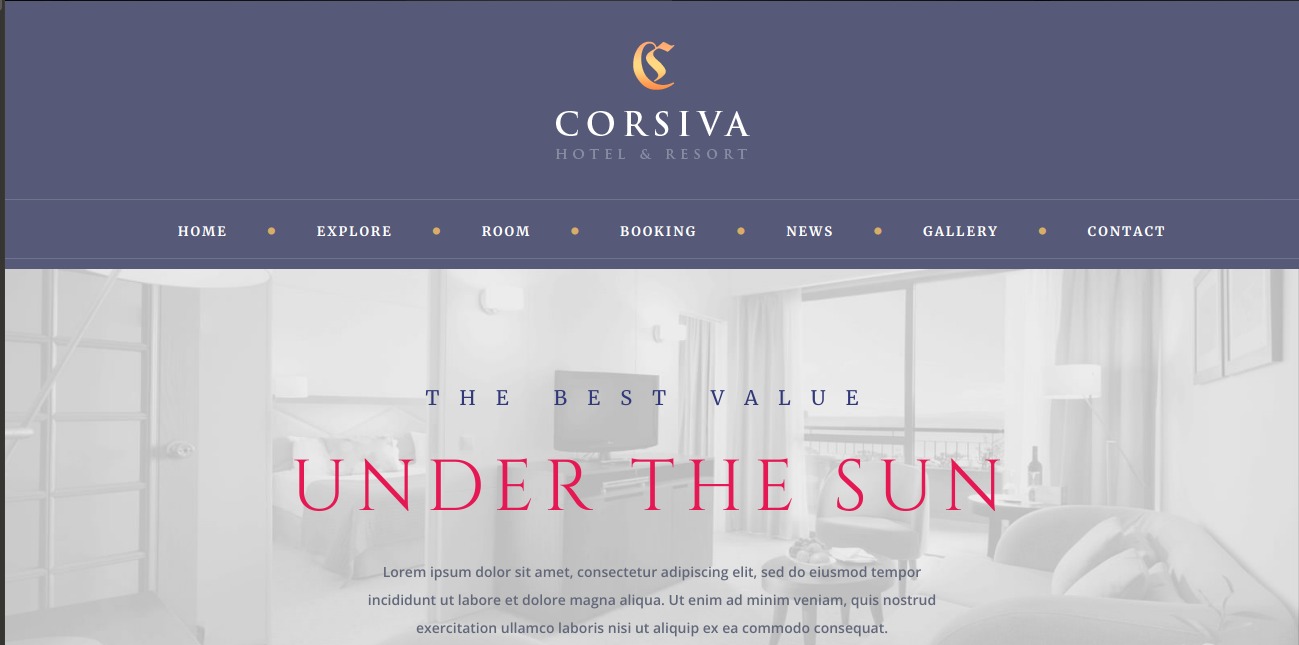 C
CORSIVA
HOTEL & RESORT
HOME EXPLORE ROOM BOOKING NEWS GALLERY CONTACT
THE BEST VALUE
UNDER THE SUN
Lorem ipsum dolor sit amet, consectetur adipiscing elit, sed do eiusmod tempor
incididunt ut labore et dolore magna aliqua. Ut enim ad minim veniam, quis nostrud
exercitation ullamco laboris nisi ut aliquip ex ea commodo consequat.